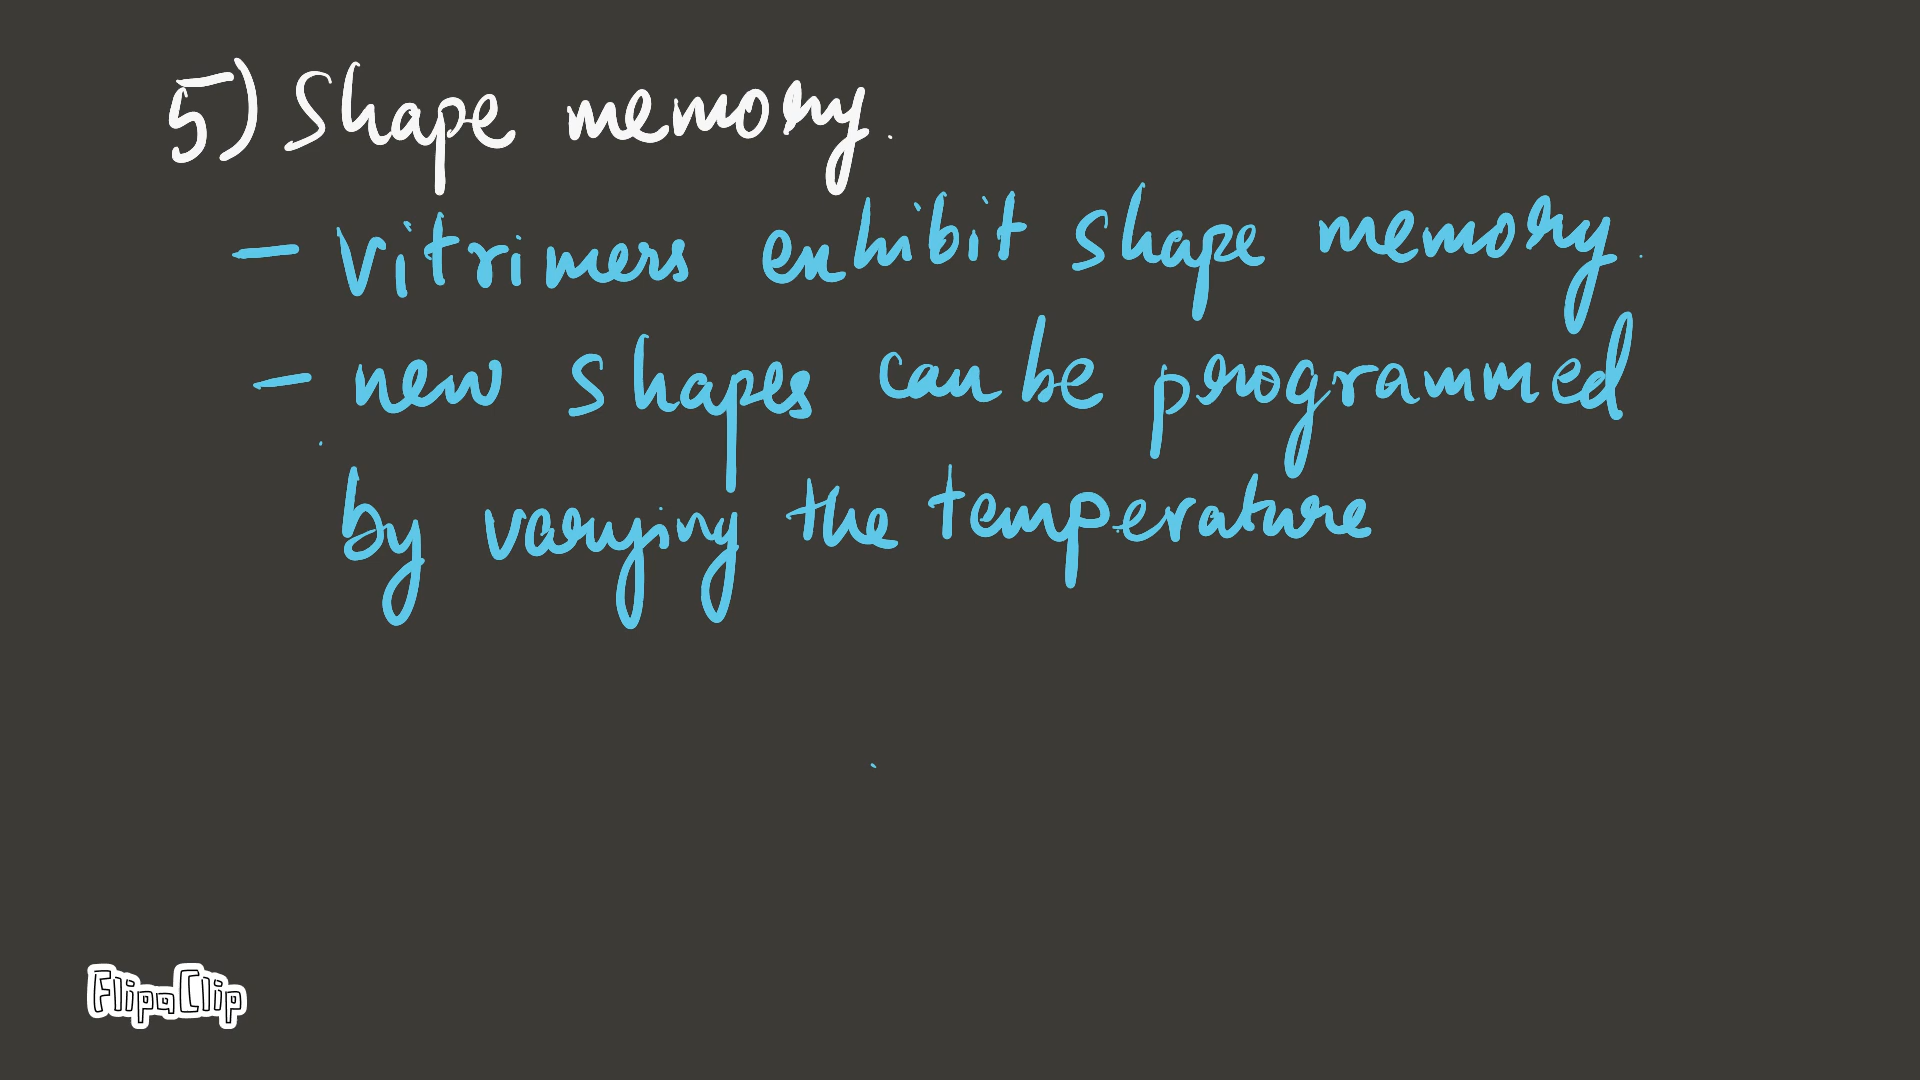 5) Shape memory.
- vitrimers exhibit shape memory.
- new shapes can be programmed
by varying the temperature
FlipaClip